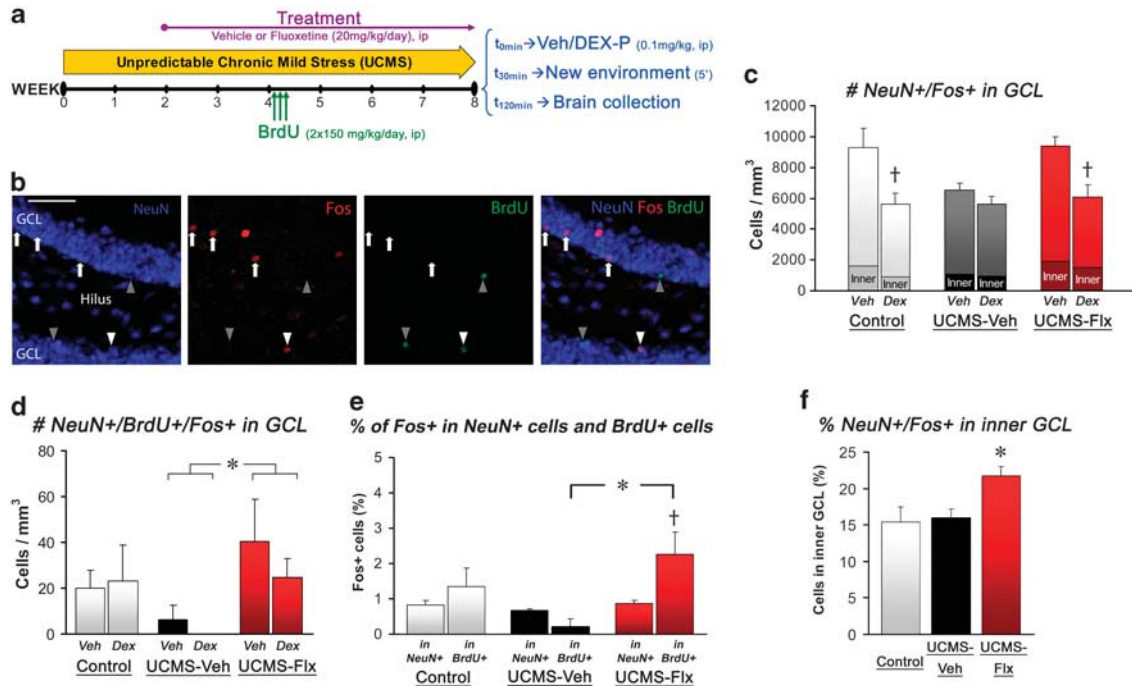 a
Treatment
Vehicle or Fluoxetine (20mg/kg/day), ip
Unpredictable Chronic Mild Stress (UCMS)
WEEK
0 1 2 3 4 5 6 7 8
BrdU (2x150 mg/kg/day, ip)
t0min→Veh/DEX-P (0.1mg/kg, ip)
t30min→New environment (5')
t120min→ Brain collection
b
GCL NeuN
Hilus
GCL
Fos
BrdU
NeuN Fos BrdU
c
# NeuN+/Fos+ in GCL
Cells / mm3
12000
10000
8000
6000
4000
2000
0
† †
Inner Inner Inner Inner Inner Inner
Veh Dex Veh Dex Veh Dex
Control UCMS-Veh UCMS-Flx
d
# NeuN+/BrdU+/Fos+ in GCL
Cells / mm3
80
60
40
20
0
*
Veh Dex Veh Dex Veh Dex
Control UCMS-Veh UCMS-Flx
e
% of Fos+ in NeuN+ cells and BrdU+ cells
Fos+ cells (%)
5
4
3
2
1
0
*
†
in in in in in in
NeuN+ BrdU+ NeuN+ BrdU+ NeuN+ BrdU+
Control UCMS-Veh UCMS-Flx
f
% NeuN+/Fos+ in inner GCL
Cells in inner GCL (%)
25
20
15
10
5
0
*
Control UCMS- UCMS-
Veh Flx